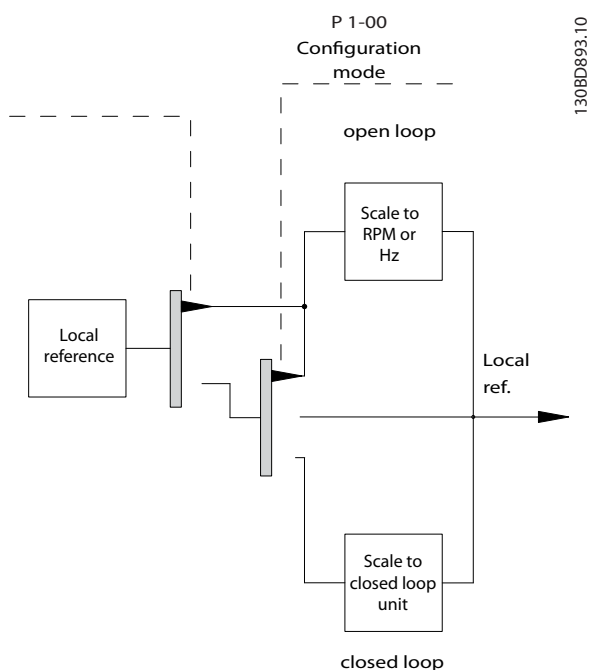 P 1-00
Configuration
mode
130BD893.10
open loop
Scale to
RPM or
Hz
Local
reference
Local
ref.
Scale to
closed loop
unit
closed loop